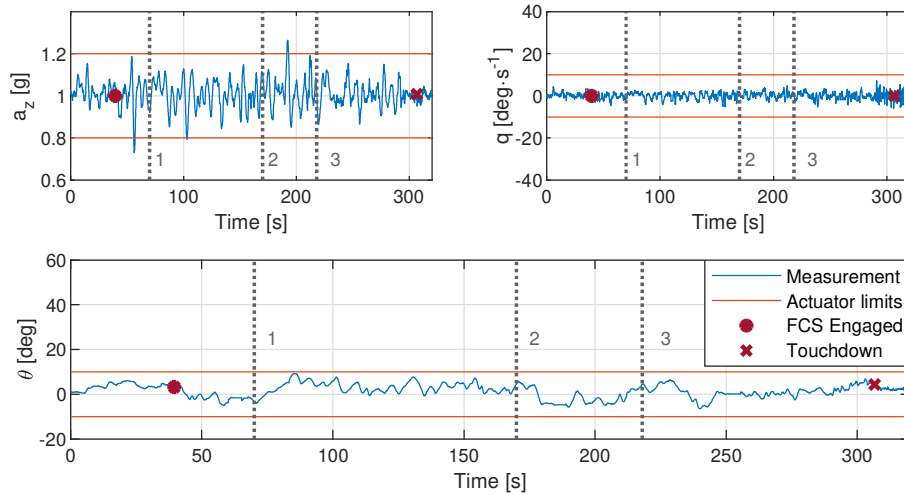 1.2
1
0.8
0.6
a_z [g]
0 100 200 300
Time [s]
1 2 3
40
20
0
-20
-40
q [deg·s⁻¹]
0 100 200 300
Time [s]
1 2 3
60
40
20
0
-20
θ [deg]
0 50 100 150 200 250 300
Time [s]
1 2 3
Measurement
Actuator limits
FCS Engaged
Touchdown